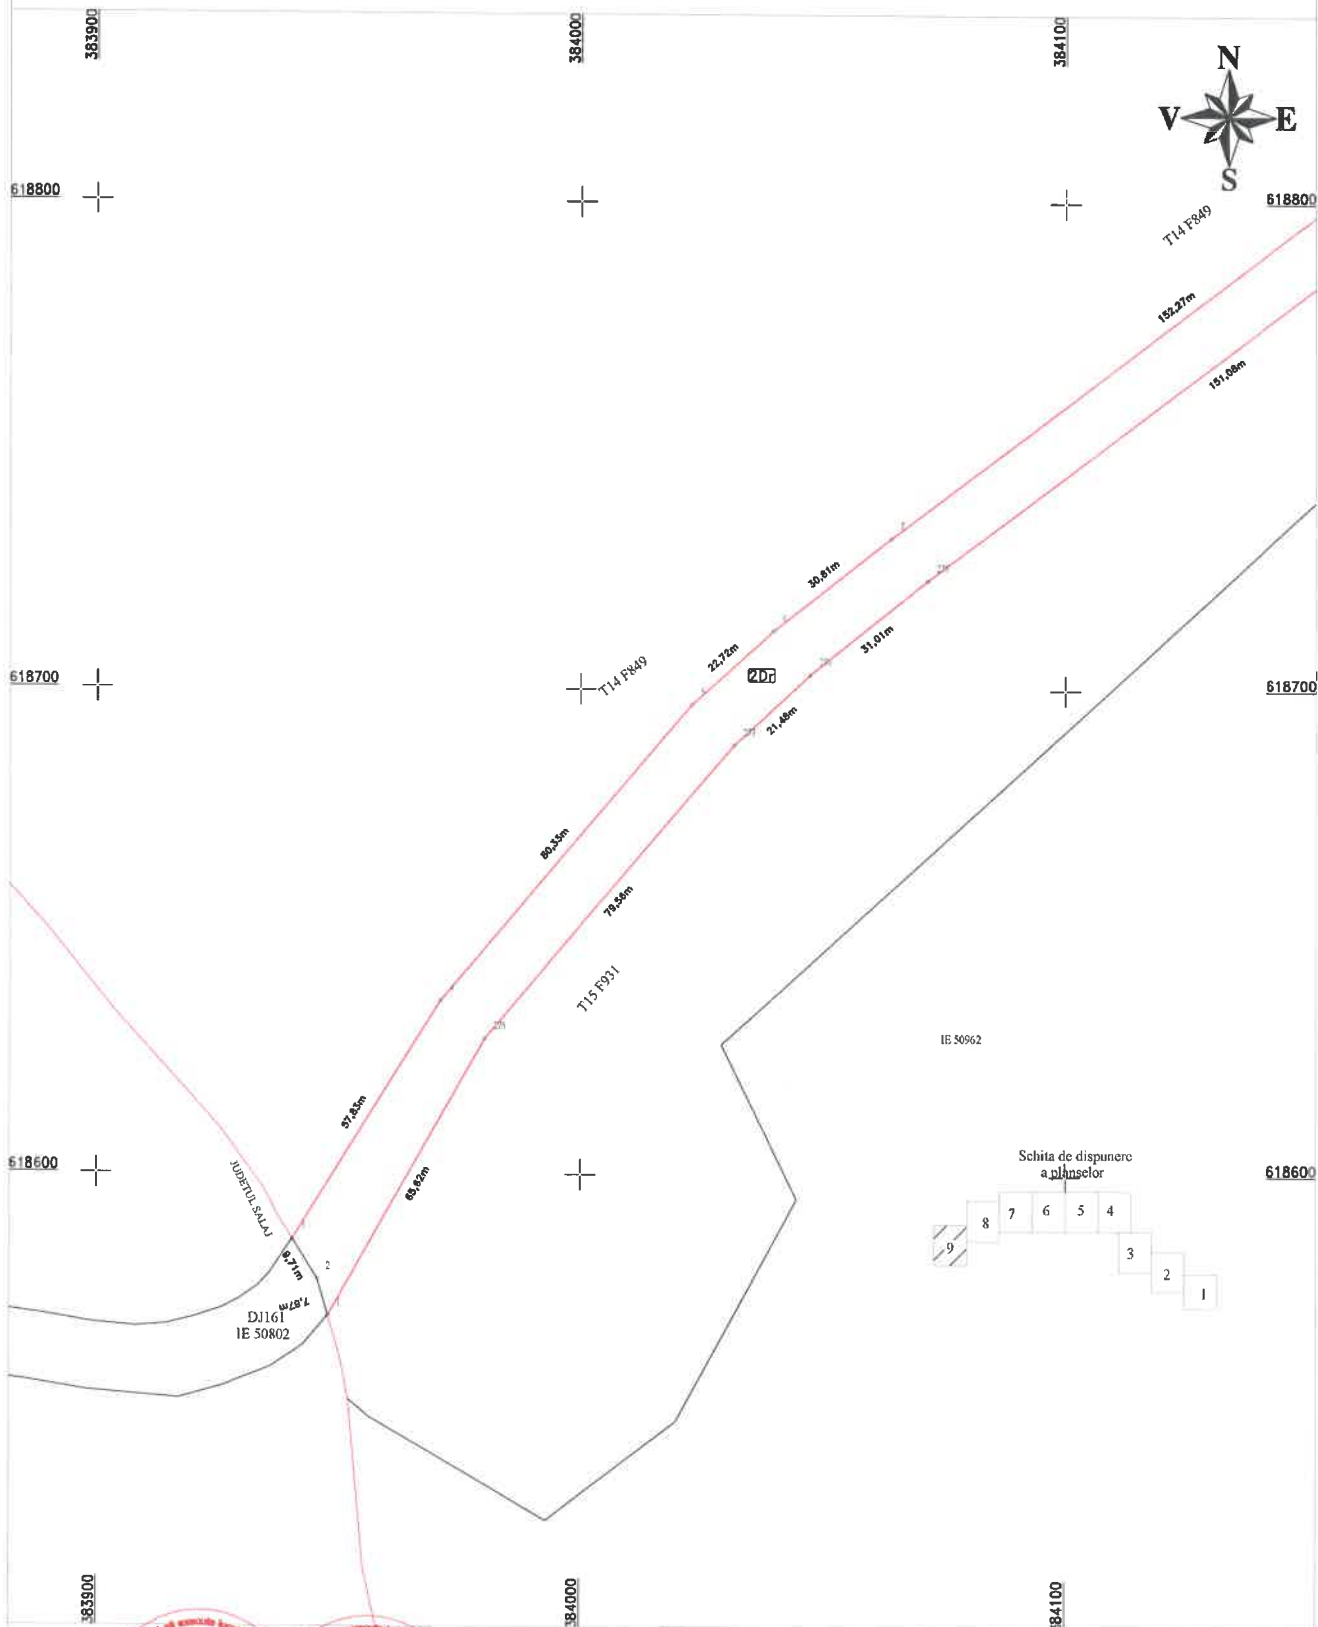 383900
384000
384100
N
V E
S
618800
618800
T14 F849
152,27m
151,08m
30,81m
31,01m
22,72m
2Dr
T14 F849
618700
618700
21,48m
80,35m
79,56m
T15 F931
IE 50962
57,83m
65,62m
618600
618600
JUDETUL SALAJ
Schita de dispunere
a planselor
9 8 7 6 5 4 3 2 1
9,71m
2
7,87m
DJ161
IE 50802
383900
384000
384100